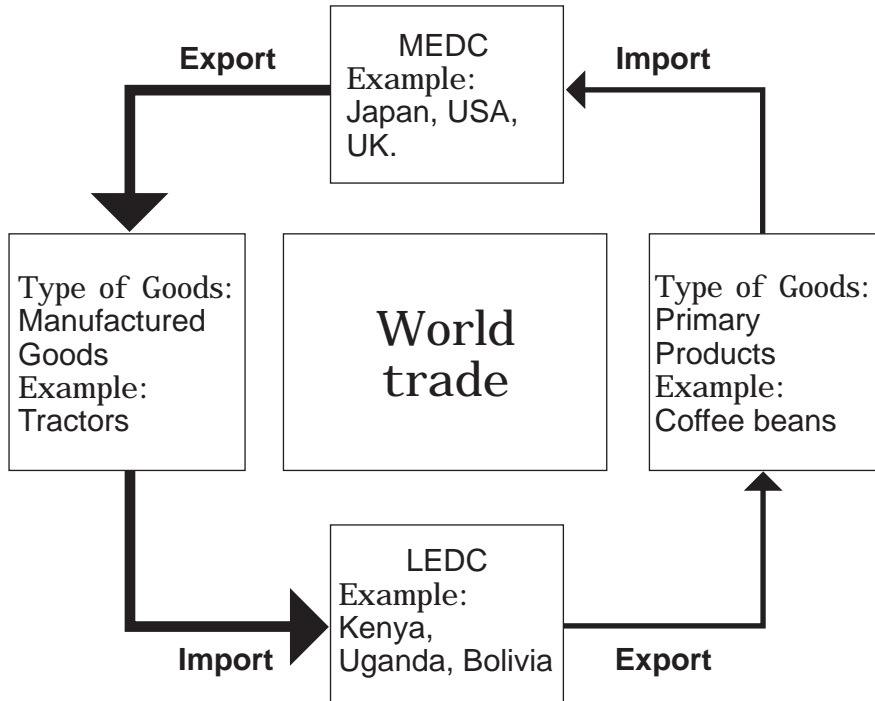 Export
MEDC
Example:
Japan, USA,
UK.
Import
Type of Goods:
Manufactured
Goods
Example:
Tractors
World
trade
Type of Goods:
Primary
Products
Example:
Coffee beans
LEDC
Example:
Kenya,
Uganda, Bolivia
Import
Export